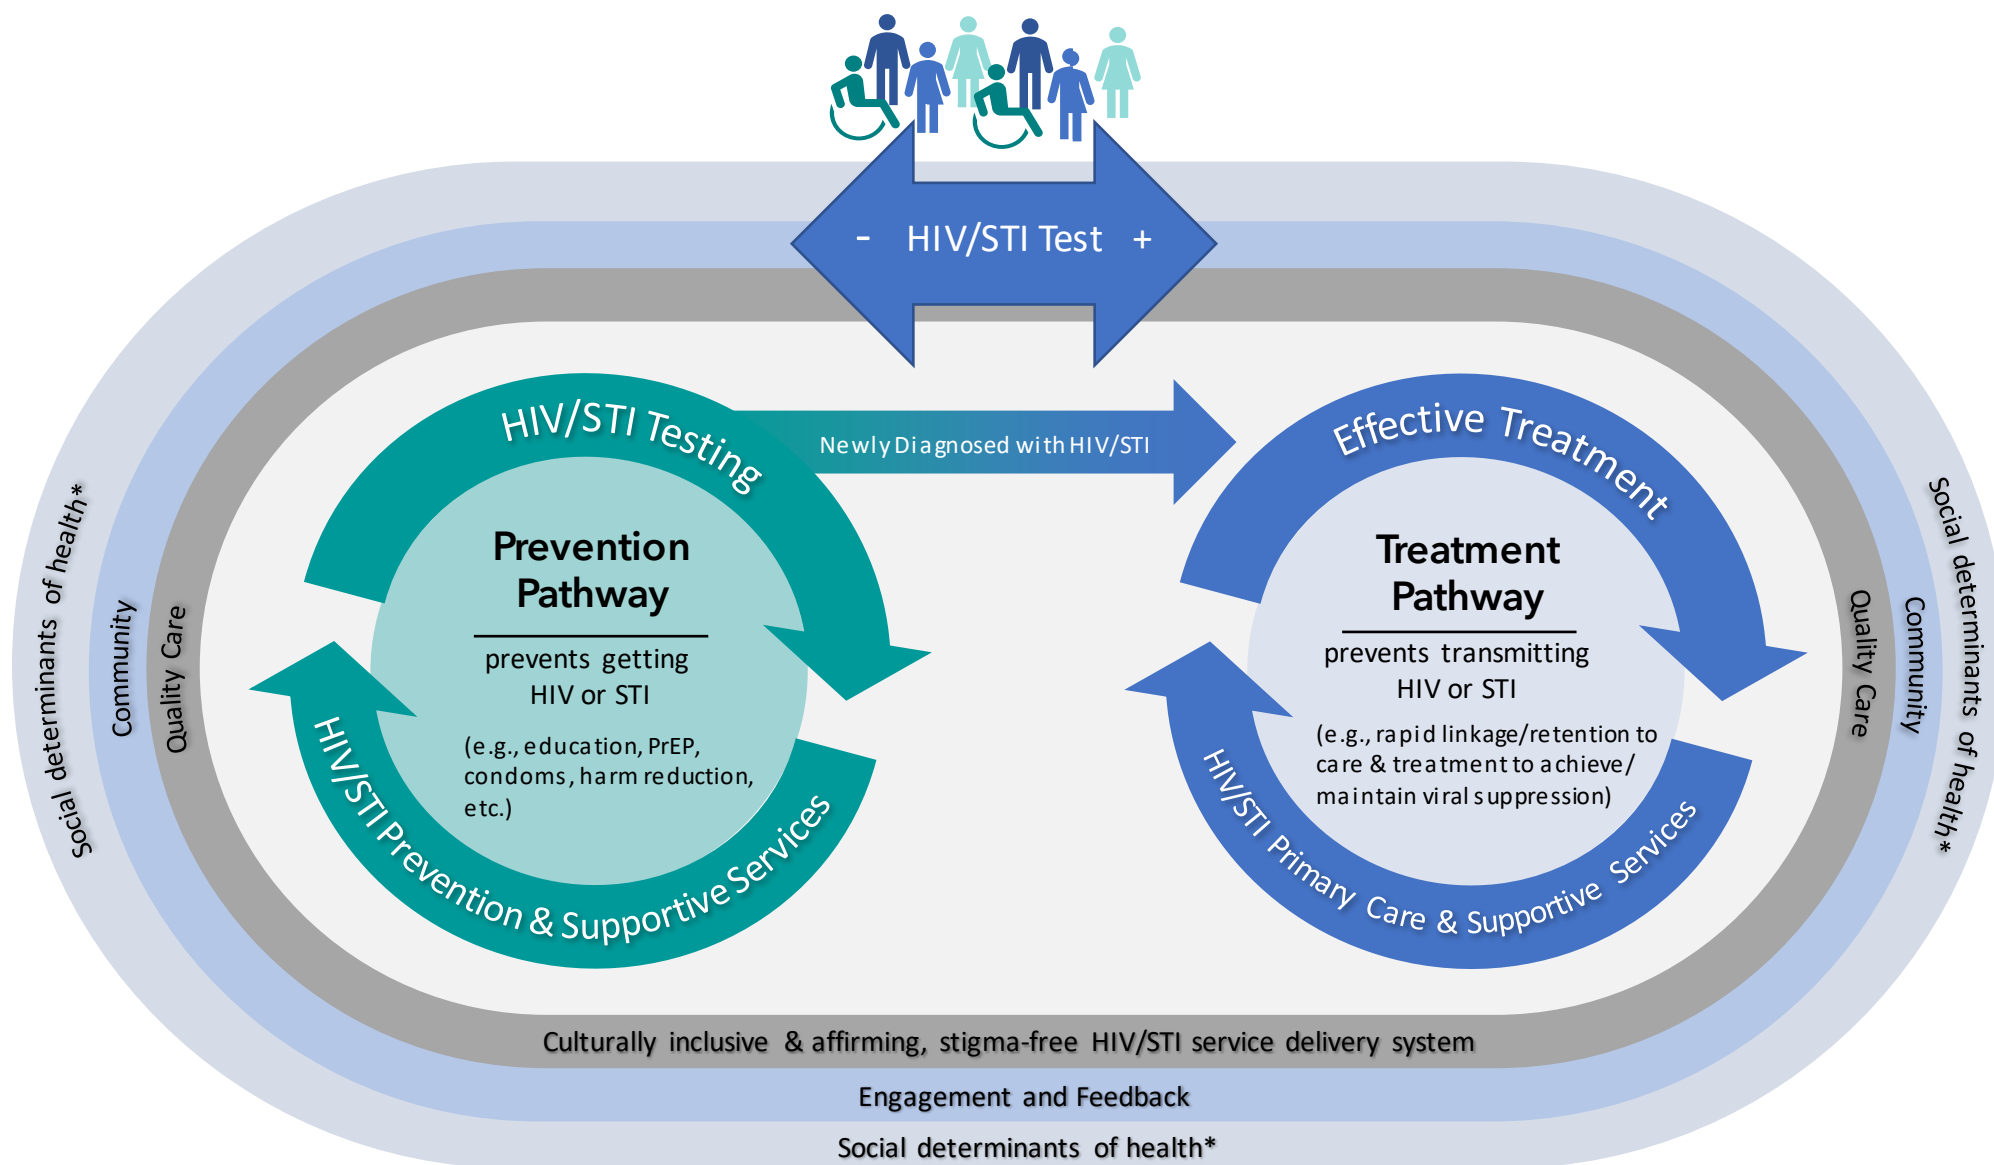 - HIV/STI Test +
HIV/STI Testing
Newly Diagnosed with HIV/STI
Effective Treatment
Prevention
Pathway
prevents getting
HIV or STI
(e.g., education, PrEP,
condoms, harm reduction,
etc.)
HIV/STI Prevention & Supportive Services
Treatment
Pathway
prevents transmitting
HIV or STI
(e.g., rapid linkage/retention to
care & treatment to achieve/
maintain viral suppression)
HIV/STI Primary Care & Supportive Services
Social determinants of health*
Community
Quality Care
Quality Care
Community
Social determinants of health*
Culturally inclusive & affirming, stigma-free HIV/STI service delivery system
Engagement and Feedback
Social determinants of health*